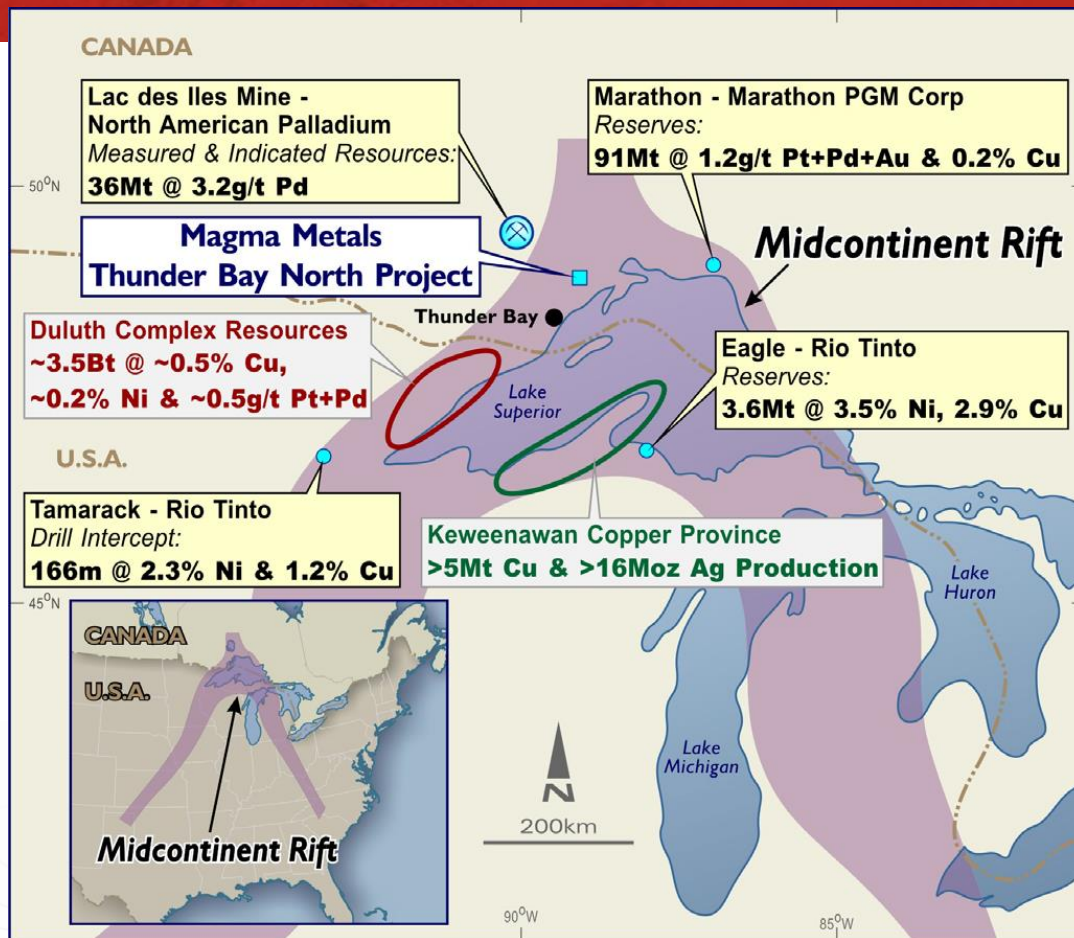 CANADA
Lac des Iles Mine -
North American Palladium
Measured & Indicated Resources:
36Mt @ 3.2g/t Pd
Marathon - Marathon PGM Corp
Reserves:
91Mt @ 1.2g/t Pt+Pd+Au & 0.2% Cu
50⁰N
Magma Metals
Thunder Bay North Project
Midcontinent Rift
Thunder Bay
Duluth Complex Resources
~3.5Bt @ ~0.5% Cu,
~0.2% Ni & ~0.5g/t Pt+Pd
Eagle - Rio Tinto
Reserves:
3.6Mt @ 3.5% Ni, 2.9% Cu
Lake
Superior
U.S.A.
Tamarack - Rio Tinto
Drill Intercept:
166m @ 2.3% Ni & 1.2% Cu
Keweenawan Copper Province
>5Mt Cu & >16Moz Ag Production
Lake
Huron
45⁰N
CANADA
U.S.A.
Midcontinent Rift
Lake
Michigan
N
200km
90⁰W
85⁰W